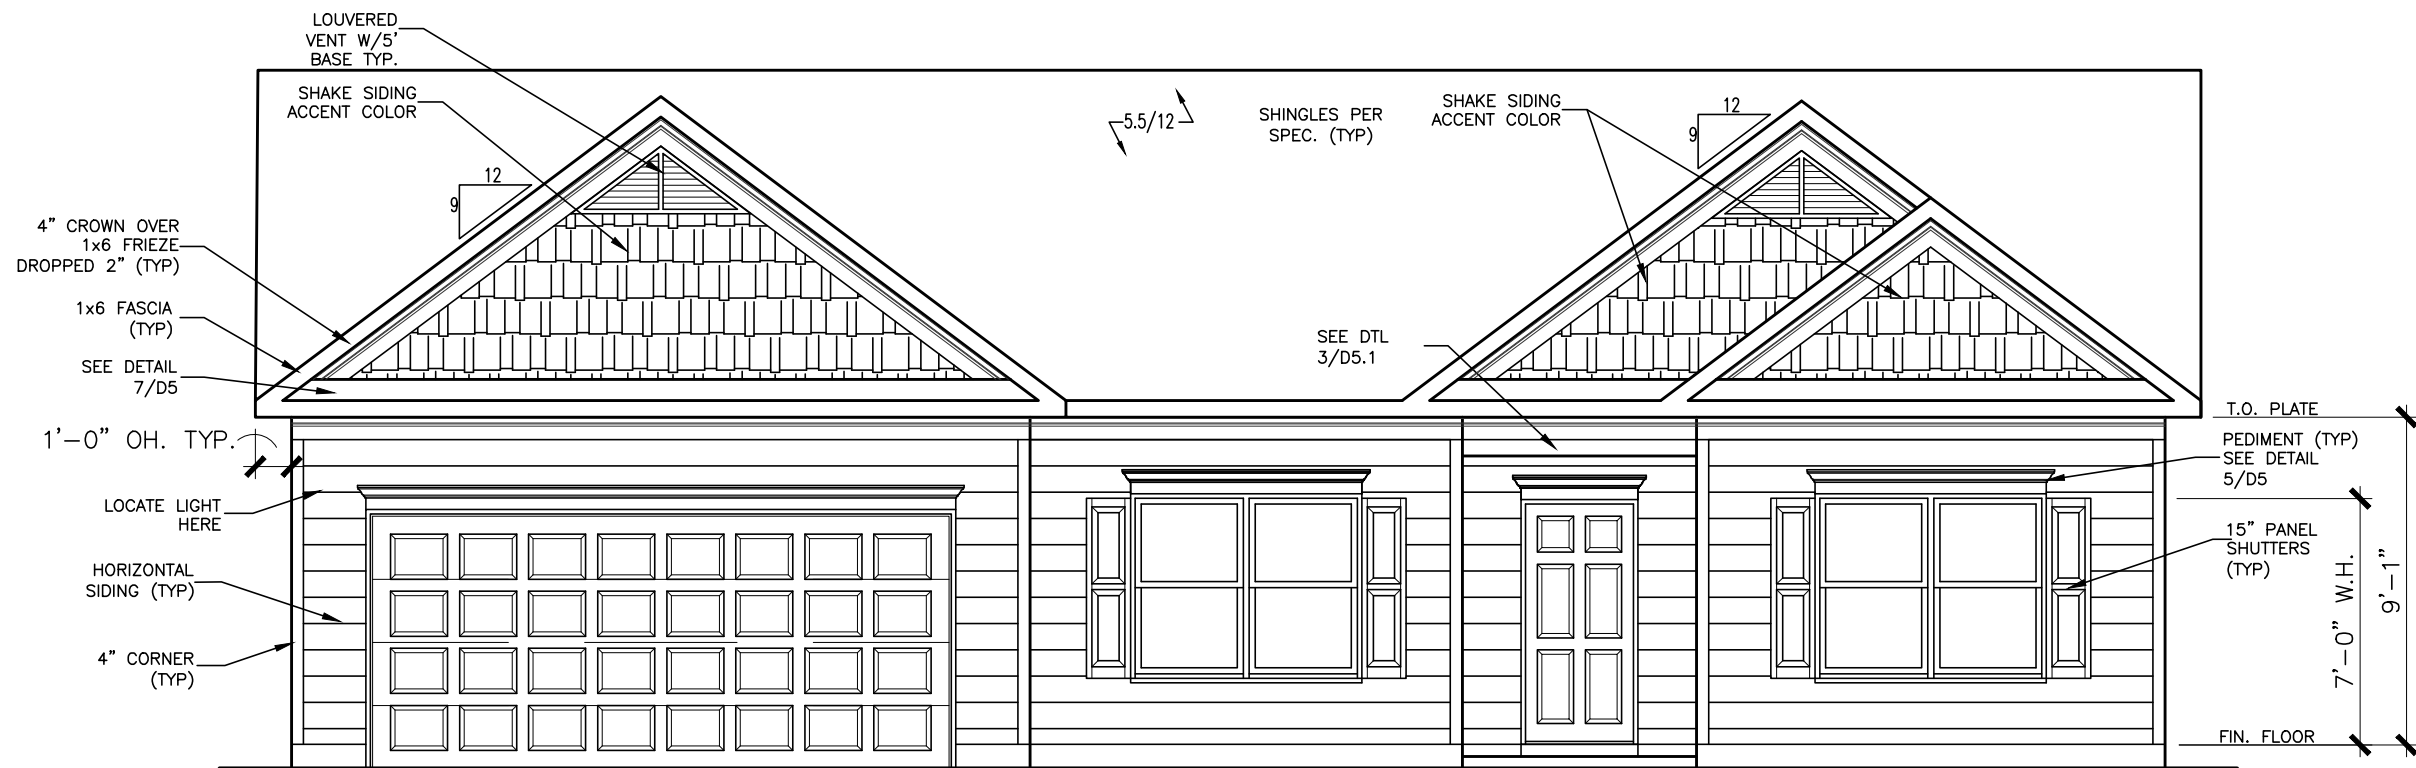 LOUVERED
VENT W/5'
BASE TYP.
SHAKE SIDING
ACCENT COLOR
12
9
5.5/12
SHINGLES PER
SPEC. (TYP)
SHAKE SIDING
ACCENT COLOR
12
9
4" CROWN OVER
1x6 FRIEZE
DROPPED 2" (TYP)
1x6 FASCIA
(TYP)
SEE DETAIL
7/D5
SEE DTL
3/D5.1
1'-0" OH. TYP.
LOCATE LIGHT
HERE
HORIZONTAL
SIDING (TYP)
4" CORNER
(TYP)
T.O. PLATE
PEDIMENT (TYP)
SEE DETAIL
5/D5
15" PANEL
SHUTTERS
(TYP)
7'-0" W.H.
9'-1"
FIN. FLOOR